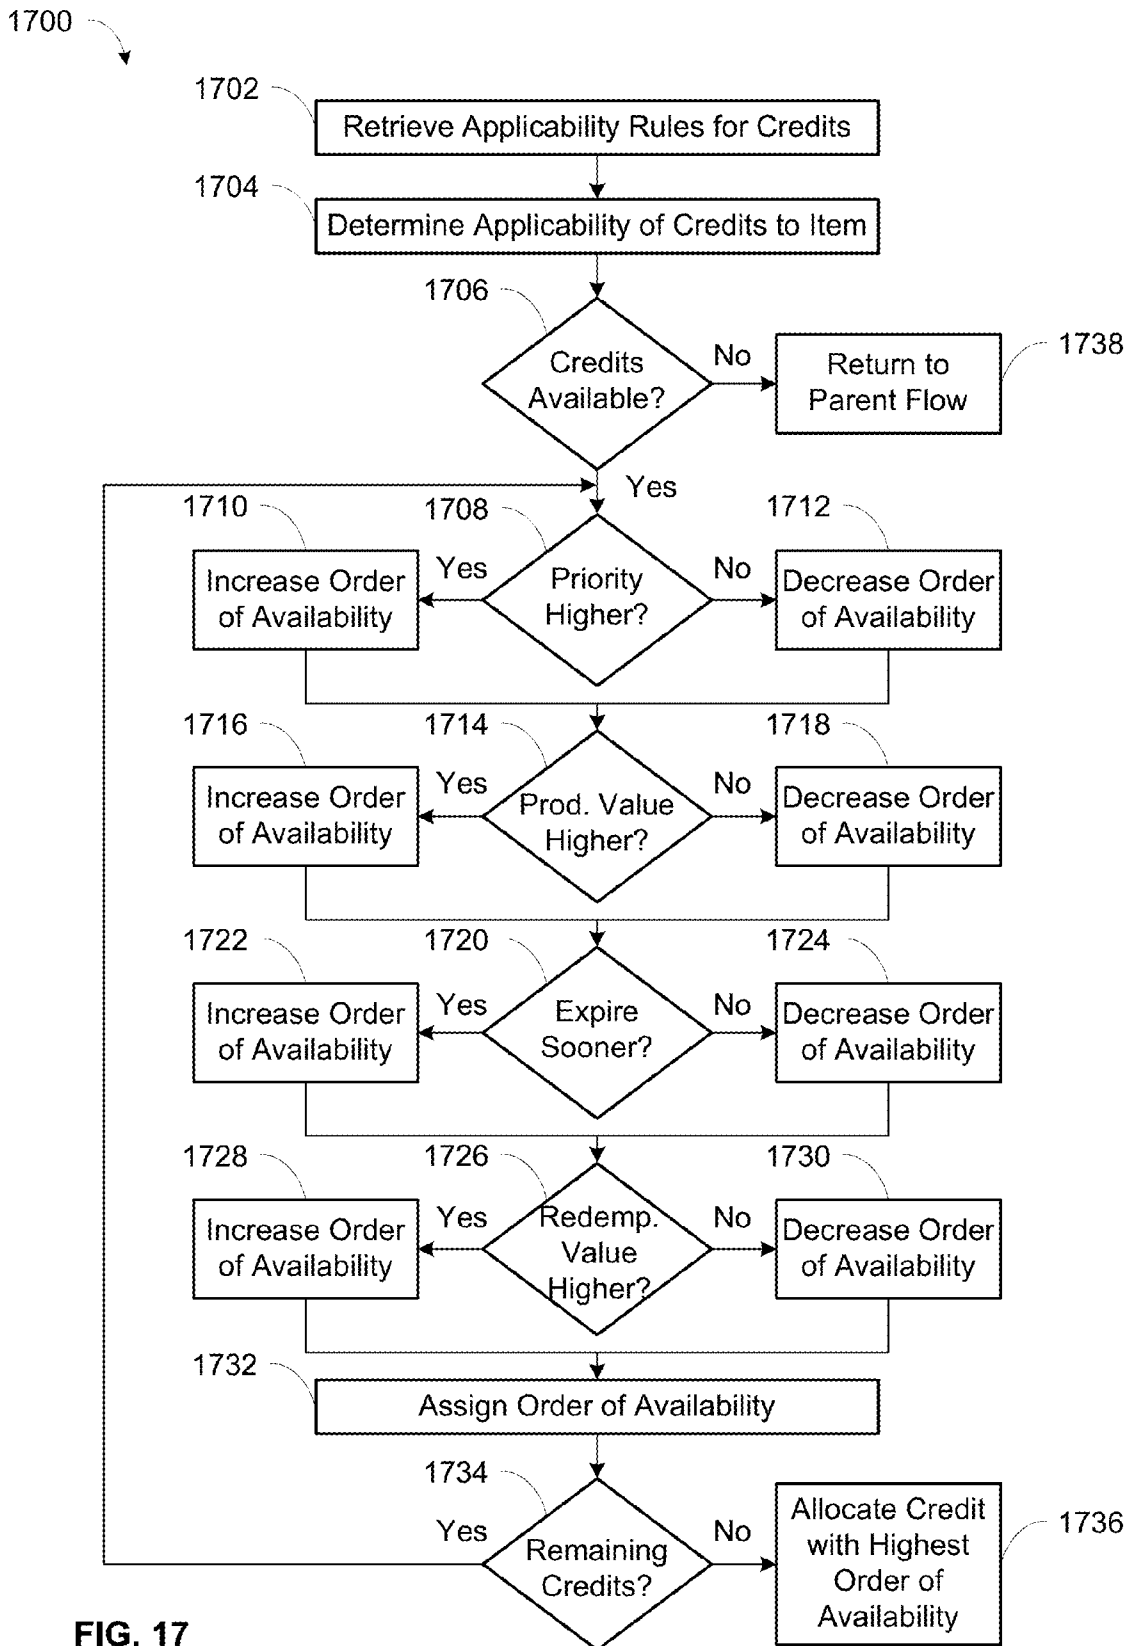 1700
1702
Retrieve Applicability Rules for Credits
1704
Determine Applicability of Credits to Item
1706
Credits
Available?
No
Return to
Parent Flow
1738
Yes
1710
1708
1712
Increase Order
of Availability
Yes
Priority
Higher?
No
Decrease Order
of Availability
1716
1714
1718
Increase Order
of Availability
Yes
Prod. Value
Higher?
No
Decrease Order
of Availability
1722
1720
1724
Increase Order
of Availability
Yes
Expire
Sooner?
No
Decrease Order
of Availability
1728
1726
1730
Increase Order
of Availability
Yes
Redemp.
Value
Higher?
No
Decrease Order
of Availability
1732
Assign Order of Availability
1734
Yes
Remaining
Credits?
No
Allocate Credit
with Highest
Order of
Availability
1736
FIG. 17